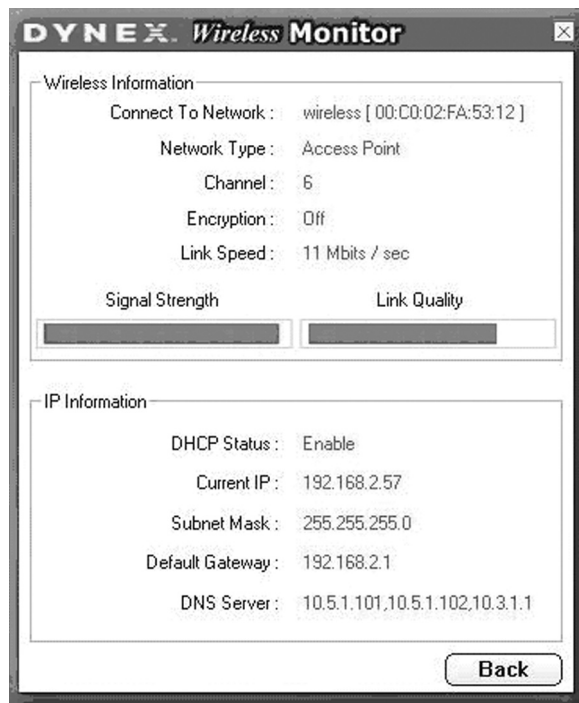 DYNEX. Wireless Monitor
Wireless Information
Connect To Network : wireless [ 00:C0:02:FA:53:12 ]
Network Type : Access Point
Channel : 6
Encryption : Off
Link Speed : 11 Mbits / sec
Signal Strength Link Quality
IP Information
DHCP Status : Enable
Current IP : 192.168.2.57
Subnet Mask : 255.255.255.0
Default Gateway : 192.168.2.1
DNS Server : 10.5.1.101,10.5.1.102,10.3.1.1
Back